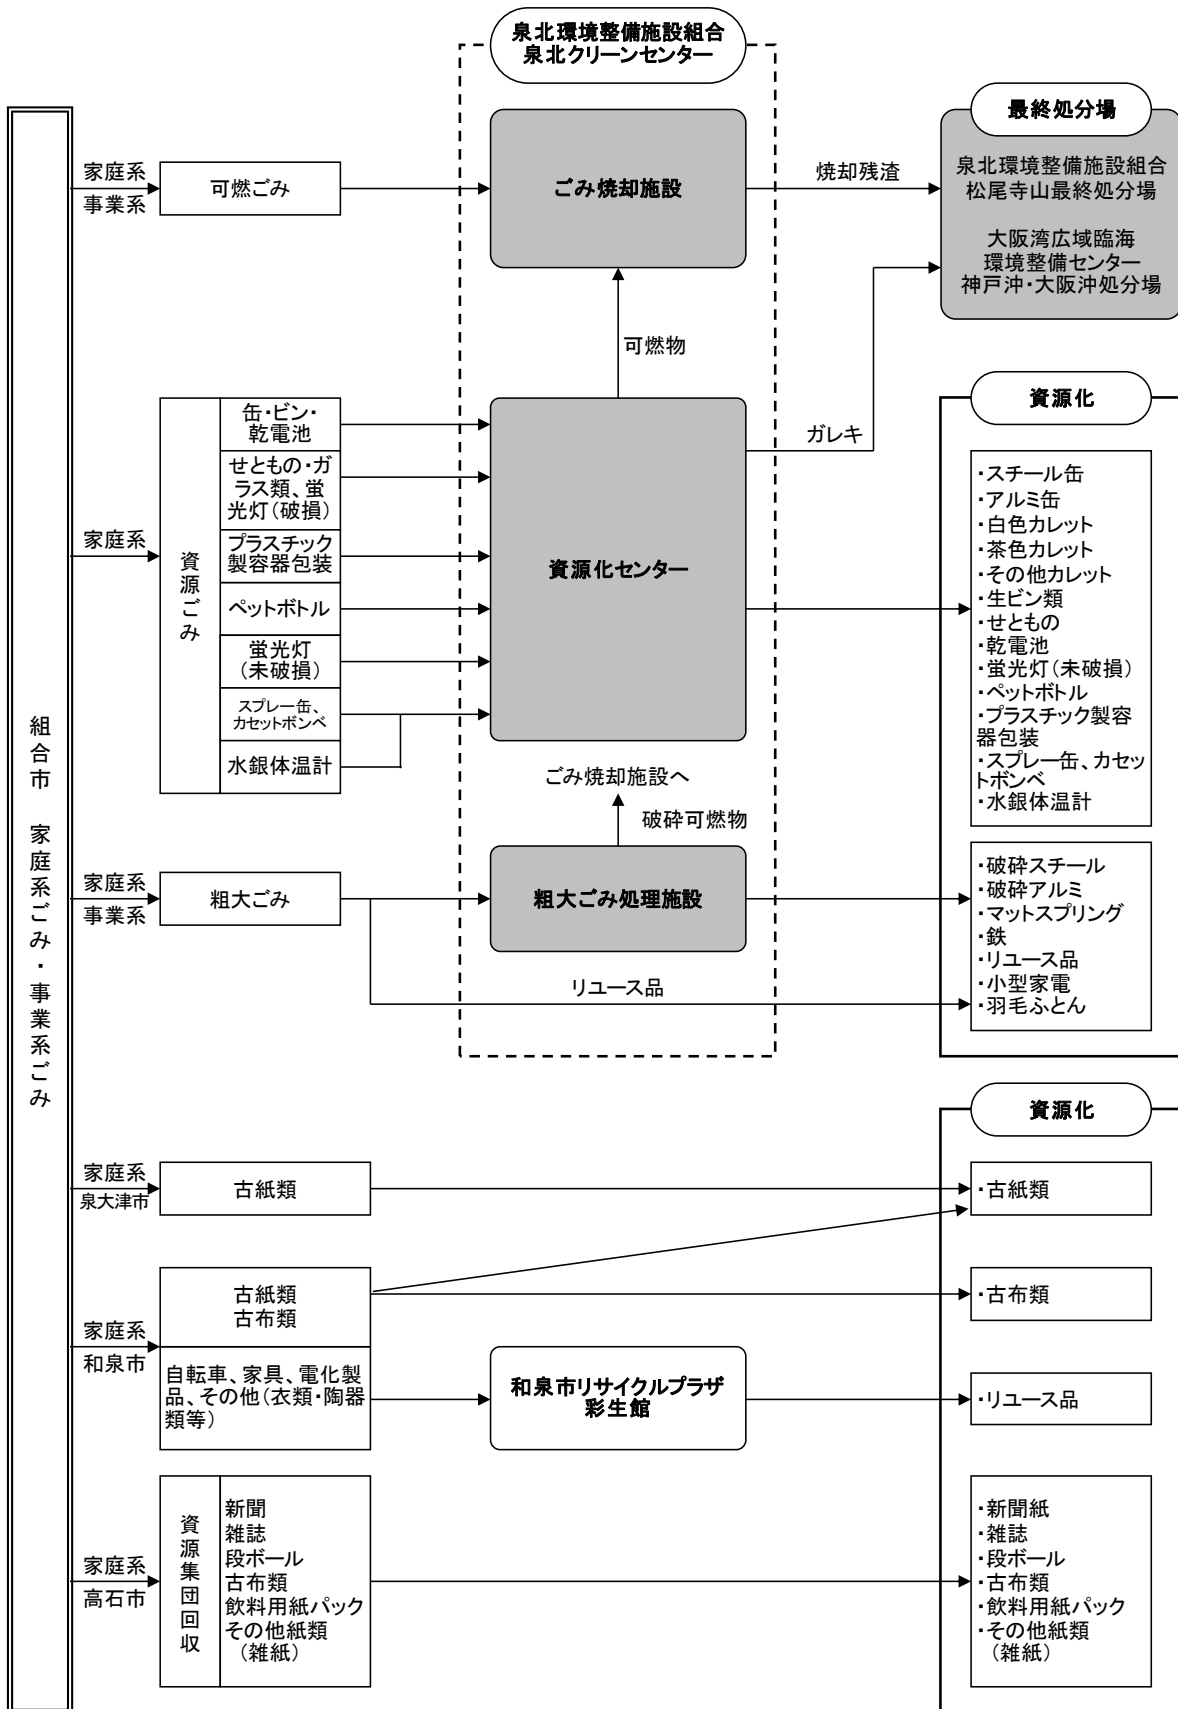 泉北環境整備施設組合
泉北クリーンセンター
最終処分場
家庭系
事業系
可燃ごみ
ごみ焼却施設
焼却残渣
泉北環境整備施設組合
松尾寺山最終処分場
大阪湾広域臨海
環境整備センター
神戸沖・大阪沖処分場
可燃物
資源化
家庭系
資源ごみ
缶・ビン・
乾電池
せともの・ガ
ラス類、蛍
光灯(破損)
プラスチック
製容器包装
ペットボトル
蛍光灯
(未破損)
スプレー缶、
カセットボンベ
水銀体温計
資源化センター
ガレキ
・スチール缶
・アルミ缶
・白色カレット
・茶色カレット
・その他カレット
・生ビン類
・せともの
・乾電池
・蛍光灯(未破損)
・ペットボトル
・プラスチック製容
器包装
・スプレー缶、カセッ
トボンベ
・水銀体温計
組合市 家庭系ごみ・事業系ごみ
ごみ焼却施設へ
破砕可燃物
家庭系
事業系
粗大ごみ
粗大ごみ処理施設
リユース品
・破砕スチール
・破砕アルミ
・マットスプリング
・鉄
・リユース品
・小型家電
・羽毛ふとん
資源化
家庭系
泉大津市
古紙類
・古紙類
家庭系
和泉市
古紙類
古布類
・古布類
自転車、家具、電化製
品、その他(衣類・陶器
類等)
和泉市リサイクルプラザ
彩生館
・リユース品
家庭系
高石市
資源集団回収
新聞
雑誌
段ボール
古布類
飲料用紙パック
その他紙類
(雑紙)
・新聞紙
・雑誌
・段ボール
・古布類
・飲料用紙パック
・その他紙類
(雑紙)